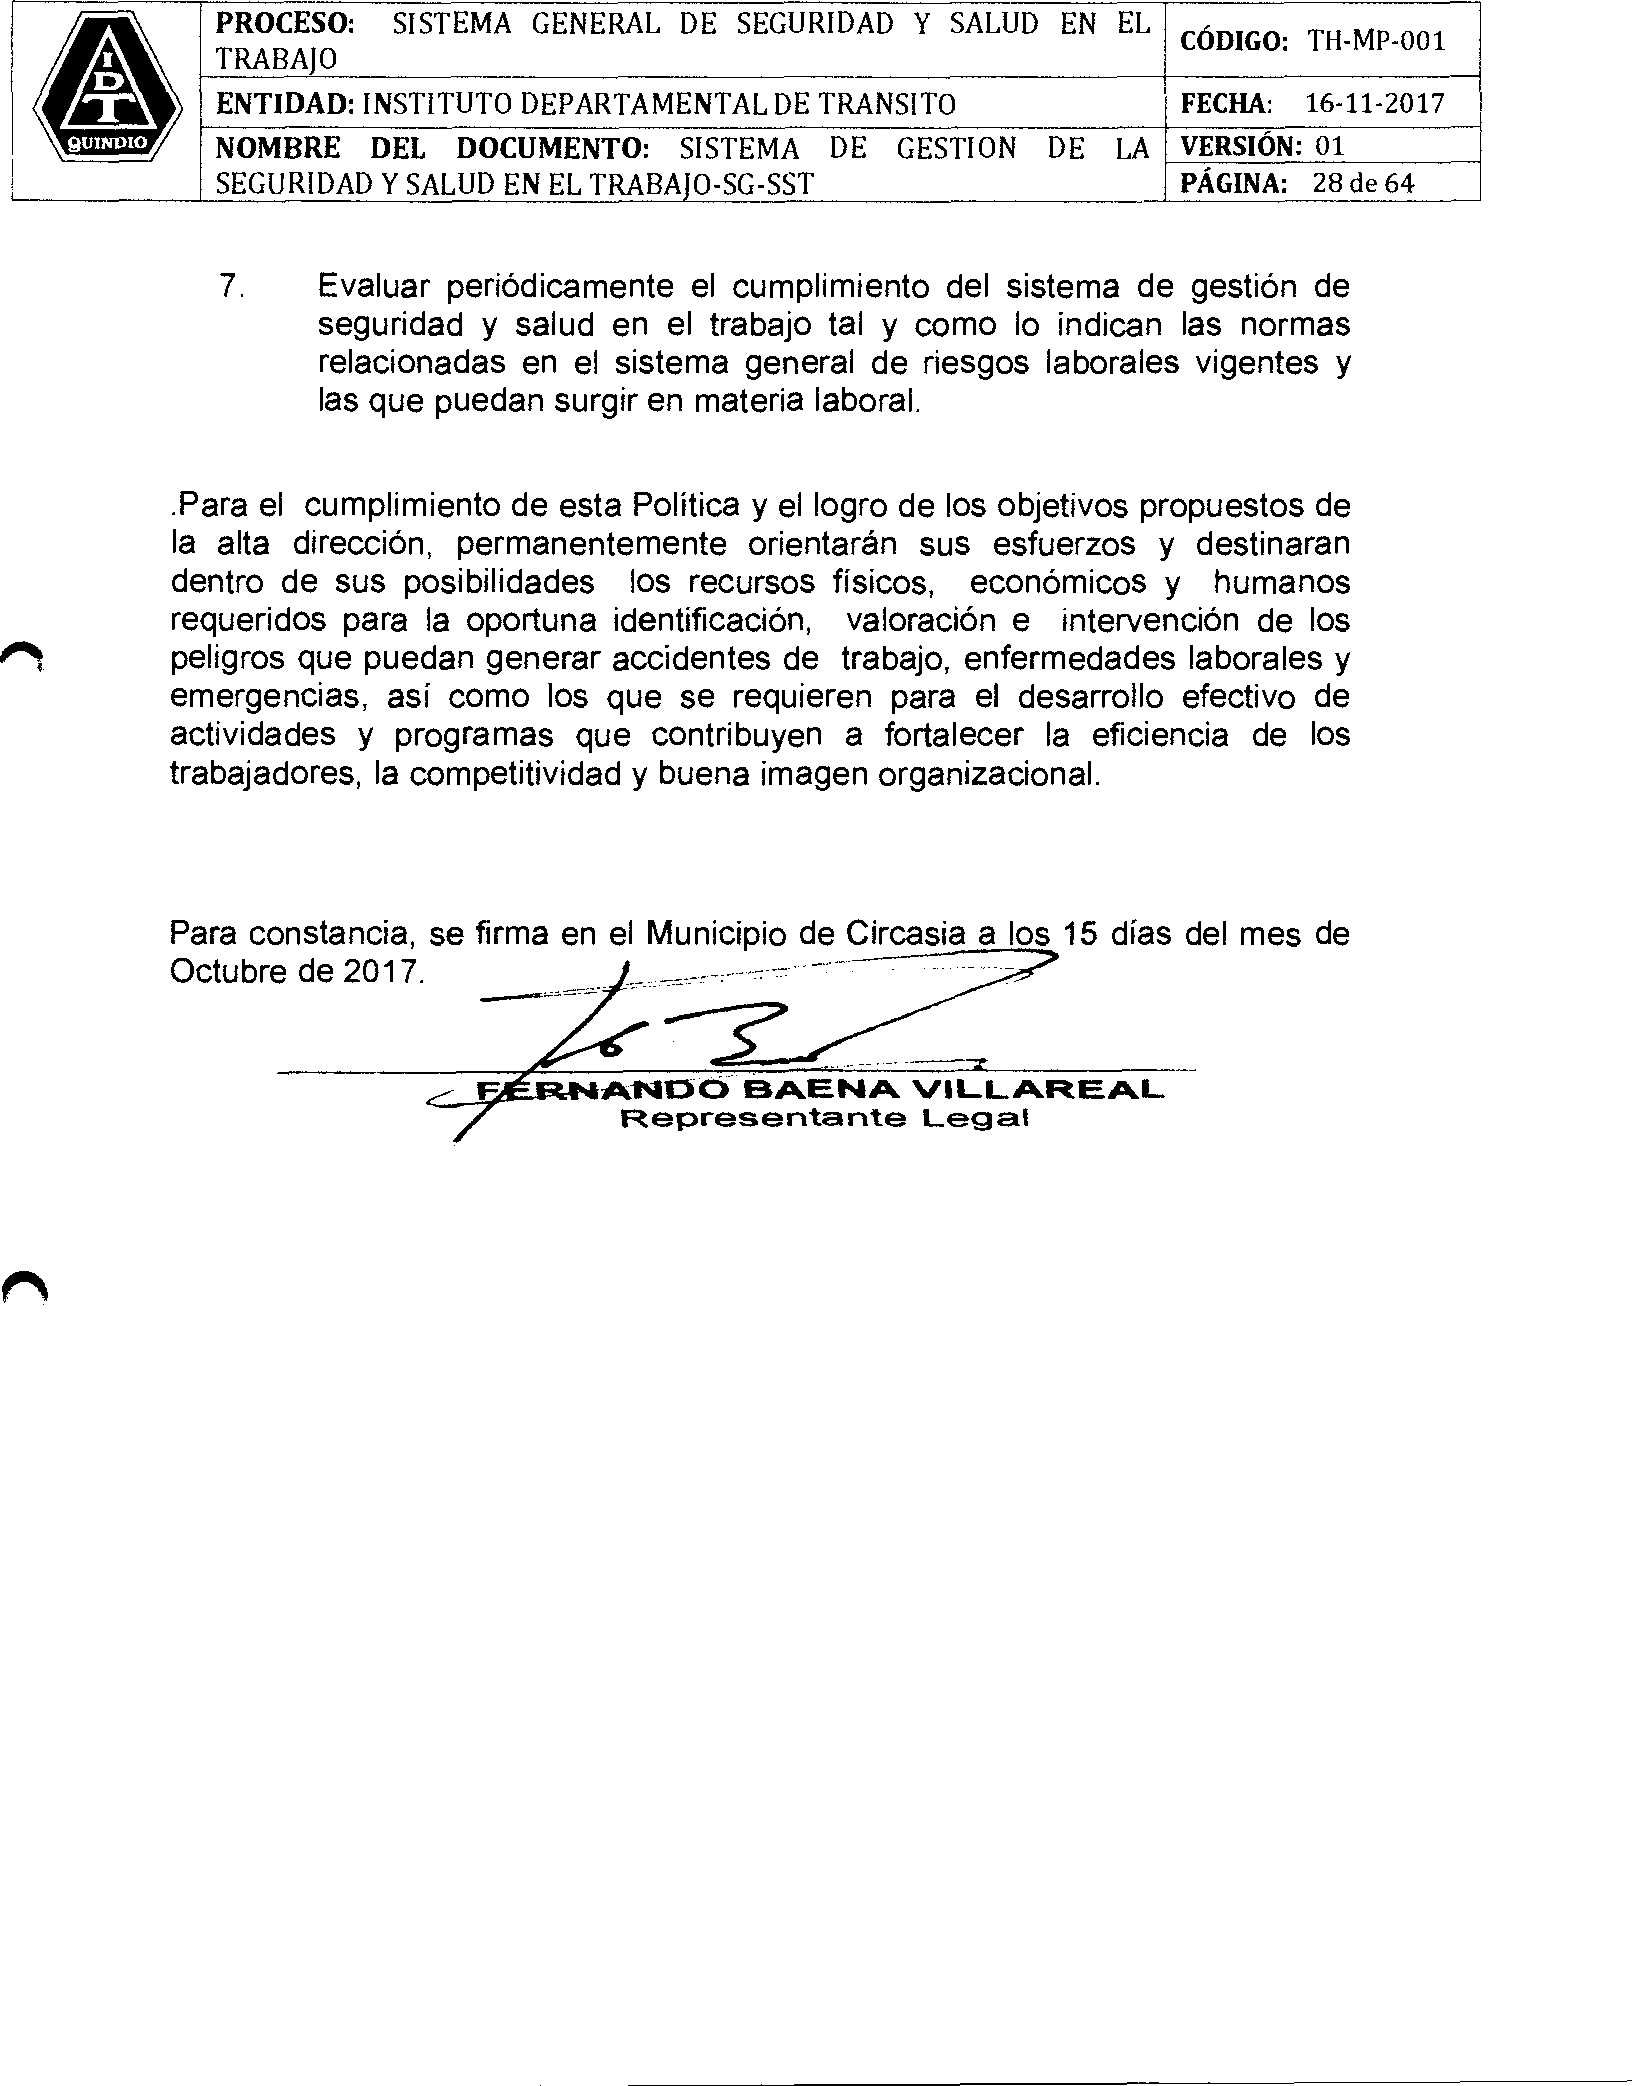 I
D
T
QUINDIO
PROCESO: SISTEMA GENERAL DE SEGURIDAD Y SALUD EN EL
TRABAJO
CÓDIGO: TH-MP-001
ENTIDAD: INSTITUTO DEPARTAMENTAL DE TRANSITO
FECHA: 16-11-2017
NOMBRE DEL DOCUMENTO: SISTEMA DE GESTION DE LA
SEGURIDAD Y SALUD EN EL TRABAJO-SG-SST
VERSIÓN: 01
PÁGINA: 28 de 64
7. Evaluar periódicamente el cumplimiento del sistema de gestión de
seguridad y salud en el trabajo tal y como lo indican las normas
relacionadas en el sistema general de riesgos laborales vigentes y
las que puedan surgir en materia laboral.
.Para el cumplimiento de esta Política y el logro de los objetivos propuestos de
la alta dirección, permanentemente orientarán sus esfuerzos y destinaran
dentro de sus posibilidades los recursos físicos, económicos y humanos
requeridos para la oportuna identificación, valoración e intervención de los
peligros que puedan generar accidentes de trabajo, enfermedades laborales y
emergencias, así como los que se requieren para el desarrollo efectivo de
actividades y programas que contribuyen a fortalecer la eficiencia de los
trabajadores, la competitividad y buena imagen organizacional.
Para constancia, se firma en el Municipio de Circasia a los 15 días del mes de
Octubre de 2017.
FERNANDO BAENA VILLAREAL
Representante Legal